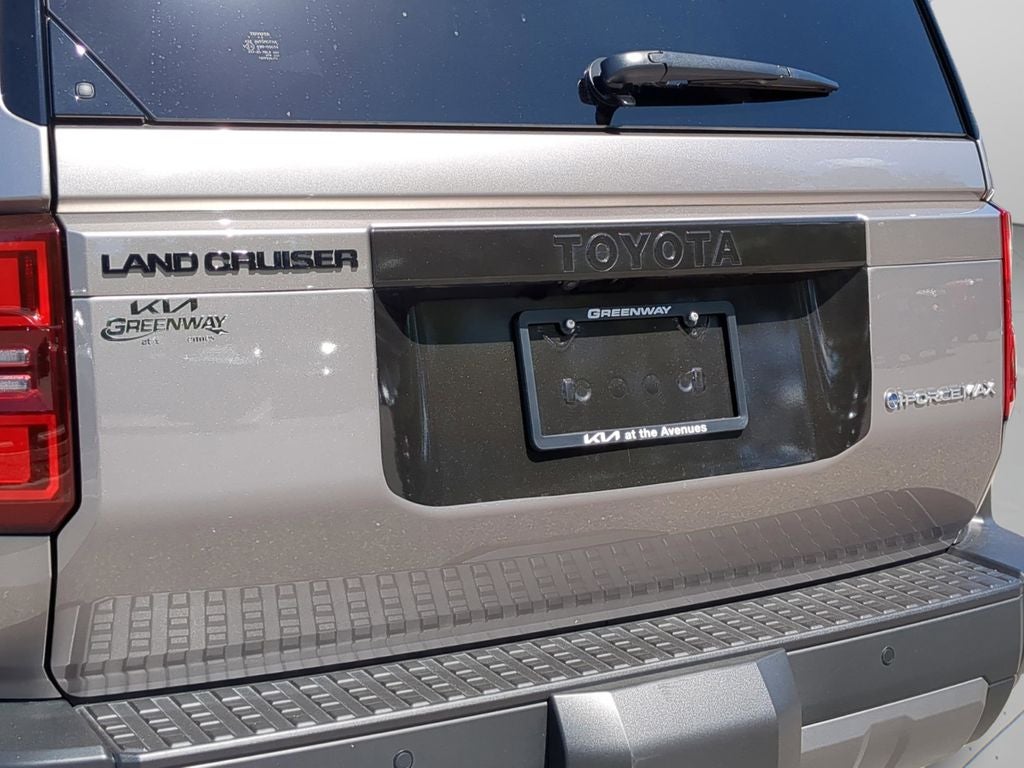 TOYOTA
LAND CRUISER
KIA
GREENWAY
GREENWAY
KIA at the Avenues
i-FORCE MAX